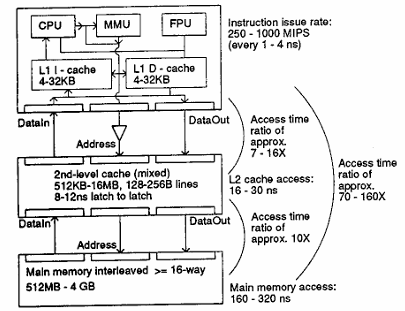 CPU
MMU
FPU
Instruction issue rate:
250 - 1000 MIPS
(every 1 - 4 ns)
L1 I - cache
4-32KB
L1 D - cache
4-32KB
DataIn
Address
DataOut
Access time
ratio of
approx.
7 - 16X
2nd-level cache (mixed)
512KB-16MB, 128-256B lines
8-12ns latch to latch
L2 cache access:
16 - 30 ns
Access time
ratio of
approx.
70 - 160X
DataIn
Address
DataOut
Access time
ratio of
approx. 10X
Main memory interleaved >= 16-way
512MB - 4 GB
Main memory access:
160 - 320 ns